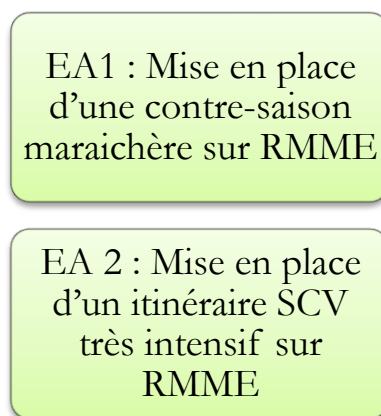 EA1 : Mise en place
d’une contre-saison
maraichère sur RMME
EA 2 : Mise en place
d’un itinéraire SCV
très intensif sur
RMME